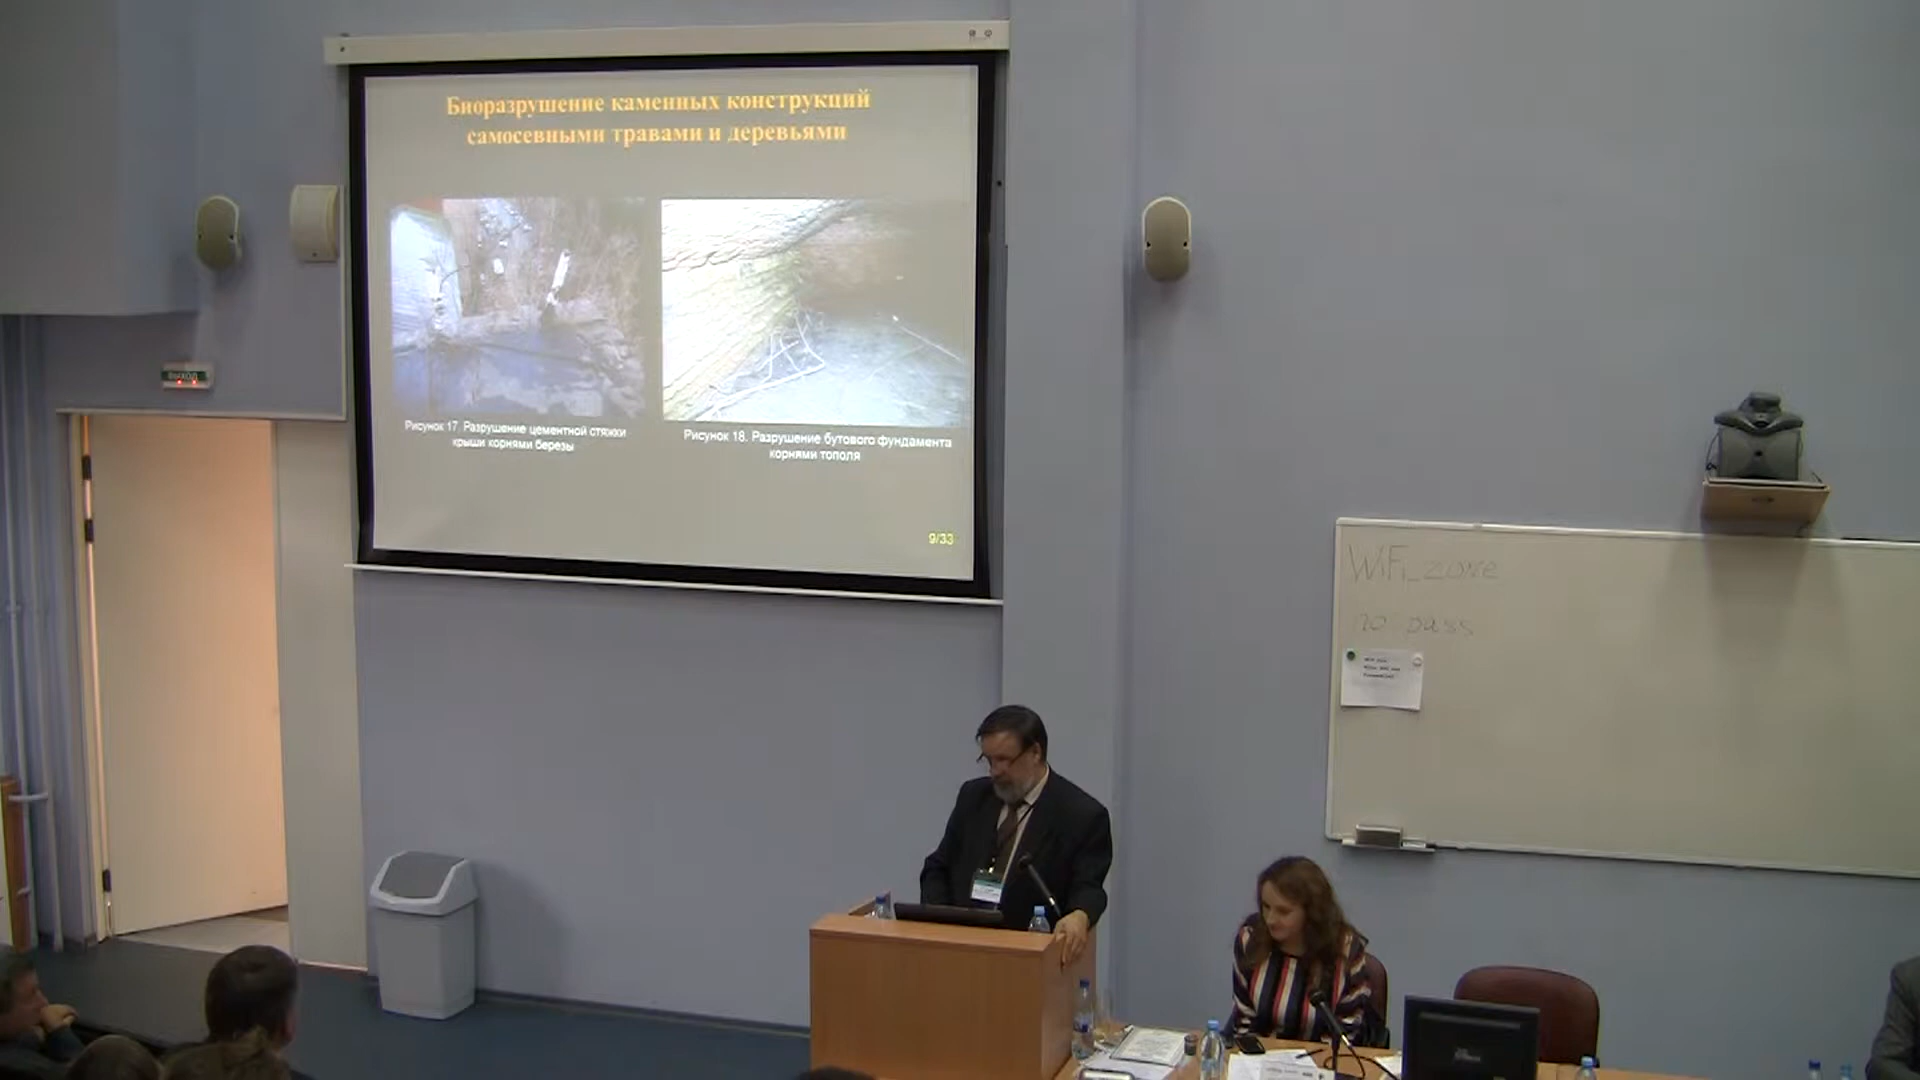 Биоразрушение каменных конструкций
самосевными травами и деревьями
Рисунок 17. Разрушение цементной стяжки
крыши корнями березы
Рисунок 18. Разрушение бутового фундамента
корнями тополя
9/33
ВЫХОД
WiFi_zone
no pass